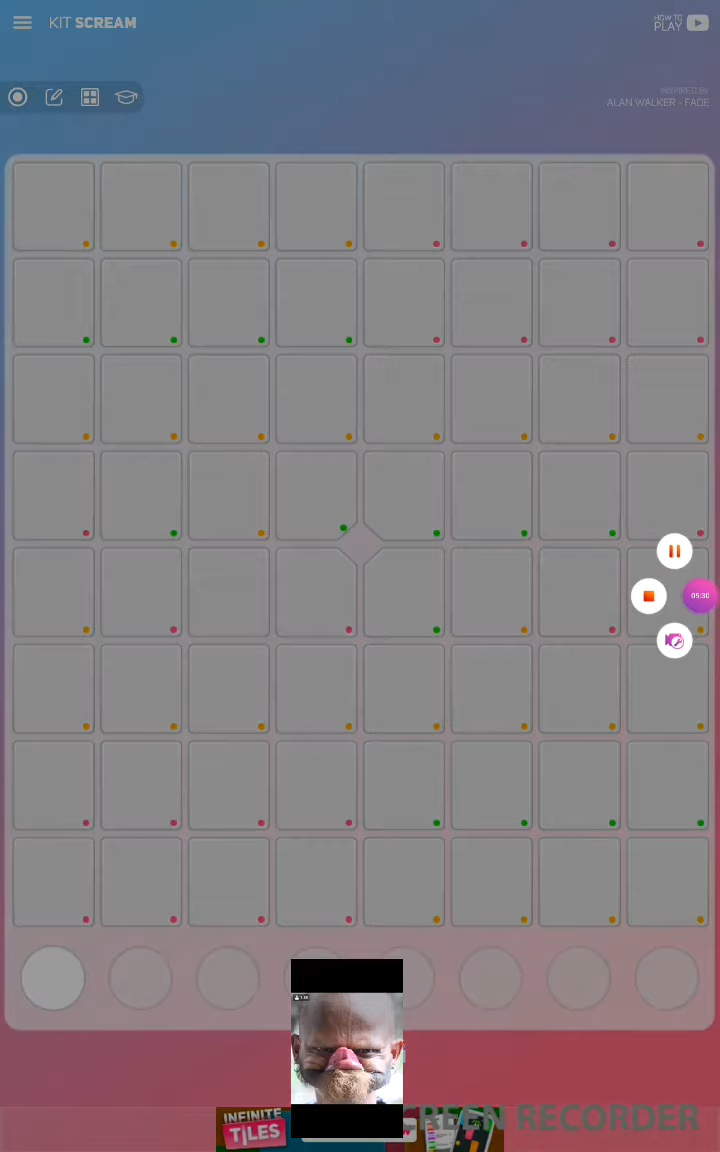 KIT SCREAM
HOW TO
PLAY
INSPIRED BY
ALAN WALKER - FADE
05:30
INFINITE
TILES
REEN RECORDER